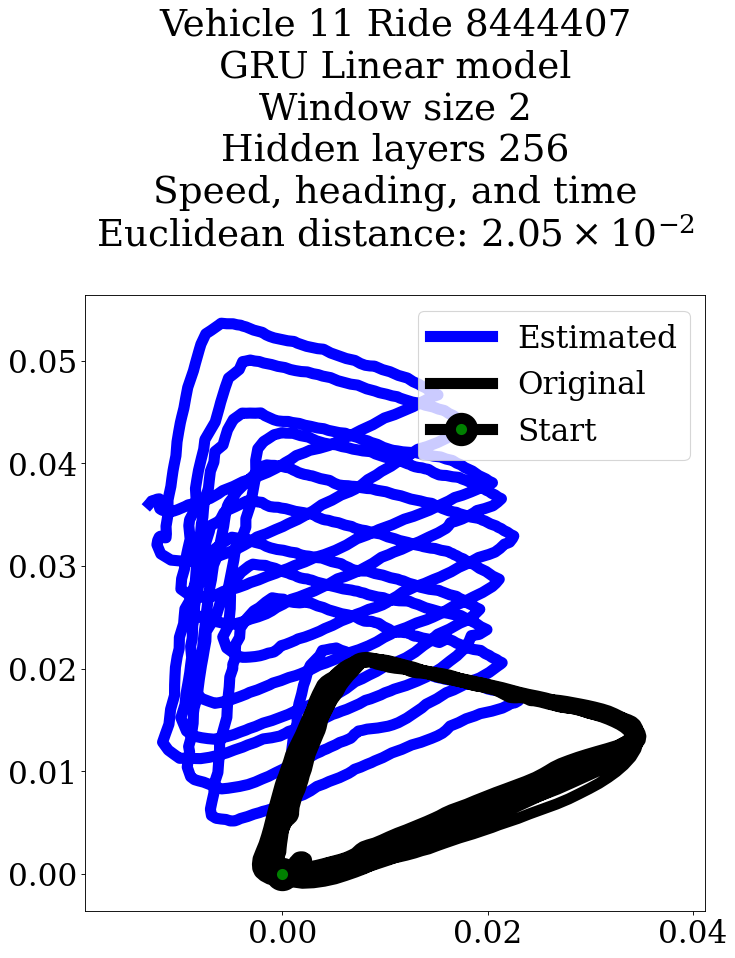 Vehicle 11 Ride 8444407
GRU Linear model
Window size 2
Hidden layers 256
Speed, heading, and time
Euclidean distance: 2.05 × 10⁻²
Estimated
Original
Start
0.05
0.04
0.03
0.02
0.01
0.00
0.00 0.02 0.04